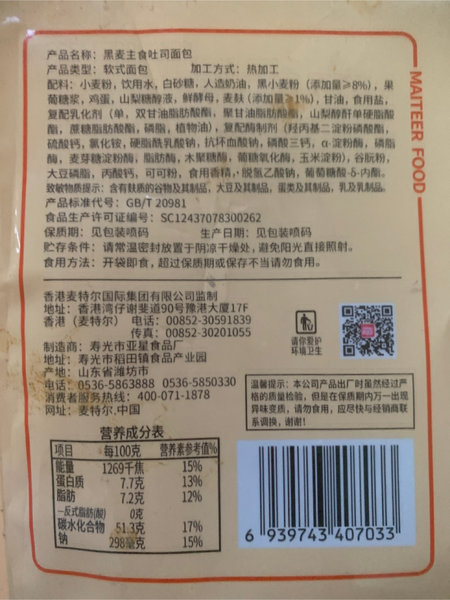 产品名称：黑麦主食吐司面包
产品类型：软式面包 加工方式：热加工
配料：小麦粉，饮用水，白砂糖，人造奶油，黑小麦粉（添加量≥8%），果
葡糖浆，鸡蛋，山梨糖醇液，鲜酵母，麦麸（添加量≥1%），甘油，食用盐，
复配乳化剂（单，双甘油脂肪酸酯，聚甘油脂肪酸酯，山梨醇酐单硬脂酸
酯，蔗糖脂肪酸酯，磷脂，植物油），复配酶制剂（羟丙基二淀粉磷酸酯，
硫酸钙，氯化铵，硬脂酰乳酸钠，抗坏血酸钠，磷酸三钙，α-淀粉酶，磷脂
酶，麦芽糖淀粉酶，脂肪酶，木聚糖酶，葡糖氧化酶，玉米淀粉），谷朊粉，
大豆磷脂，丙酸钙，可可粉，食用香精，脱氢乙酸钠，葡萄糖酸-δ-内酯。
致敏物质提示：含有麸质的谷物及其制品，大豆及其制品，蛋类及其制品，乳及乳制品。
产品标准代号：GB/T 20981
食品生产许可证编号：SC12437078300262
保质期：见包装喷码 生产日期：见包装喷码
贮存条件：请常温密封放置于阴凉干燥处，避免阳光直接照射。
食用方法：开袋即食，超过保质期或保存不当请勿食用。
MAITEER FOOD
香港麦特尔国际集团有限公司监制
地址：香港湾仔谢斐道90号豫港大厦17F
香港（麦特尔） 电话：00852-30591839
传真：00852-30201055
制造商：寿光市亚星食品厂
地址：寿光市稻田镇食品产业园
产地：山东省潍坊市
电话：0536-5863888 0536-5850330
消费者服务热线：400-071-1878
网址：麦特尔.中国
请你爱护
环境卫生
温馨提示：本公司产品出厂时虽然经过严
格的质量检验，但是在保质期内万一出现
异味变质，请勿食用，应尽快与经销商联
系调换，谢谢！
营养成分表
项目 每100克 营养素参考值%
能量 1269千焦 15%
蛋白质 7.7克 13%
脂肪 7.2克 12%
—反式脂肪(酸) 0克
碳水化合物 51.3克 17%
钠 298毫克 15%
6 939743 407033